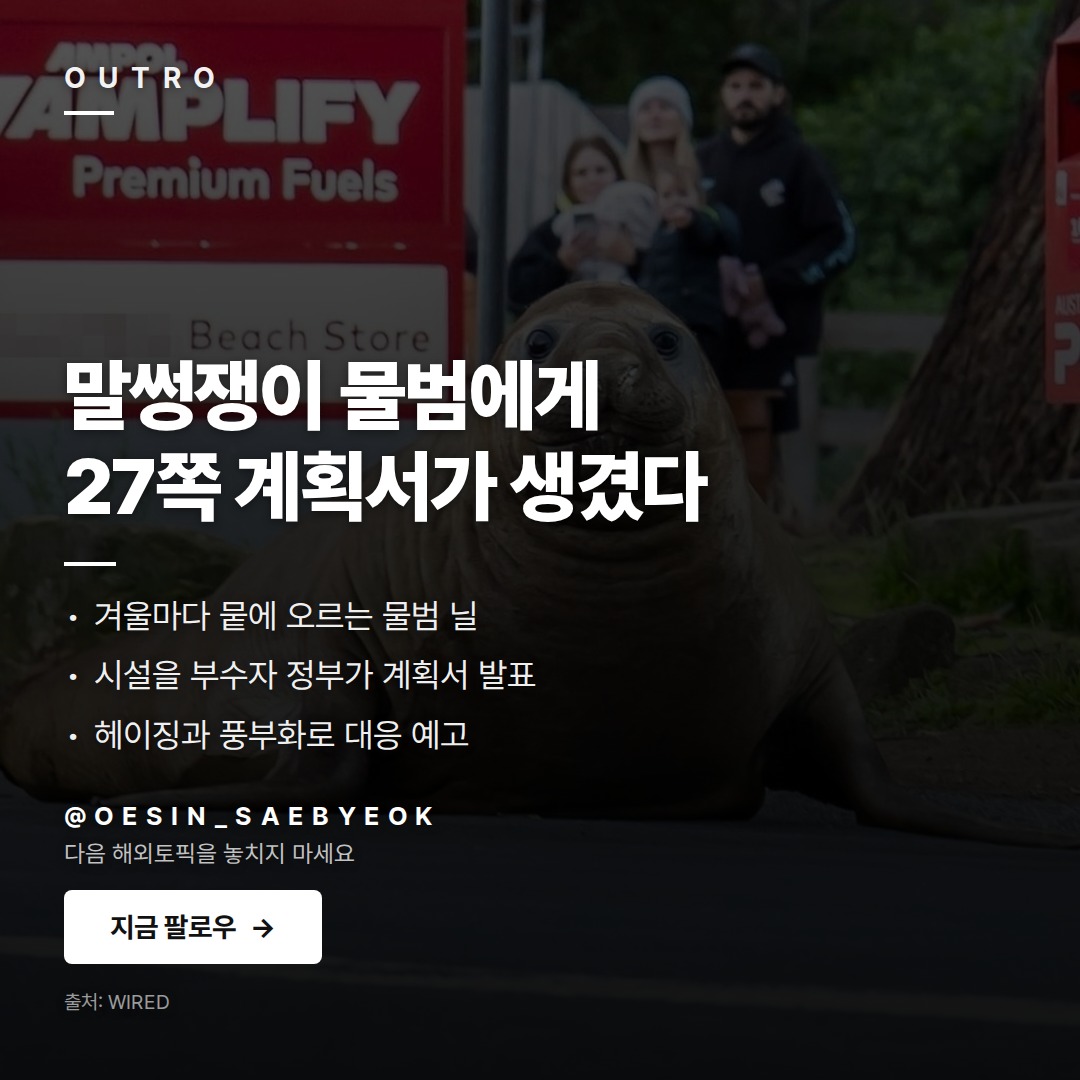 OUTRO
AMPOL
AMPLIFY
Premium Fuels
Beach Store
말썽쟁이 물범에게
27쪽 계획서가 생겼다
• 겨울마다 뭍에 오르는 물범 닐
• 시설을 부수자 정부가 계획서 발표
• 헤이징과 풍부화로 대응 예고
@OESIN_SAEBYEOK
다음 해외토픽을 놓치지 마세요
지금 팔로우 →
출처: WIRED